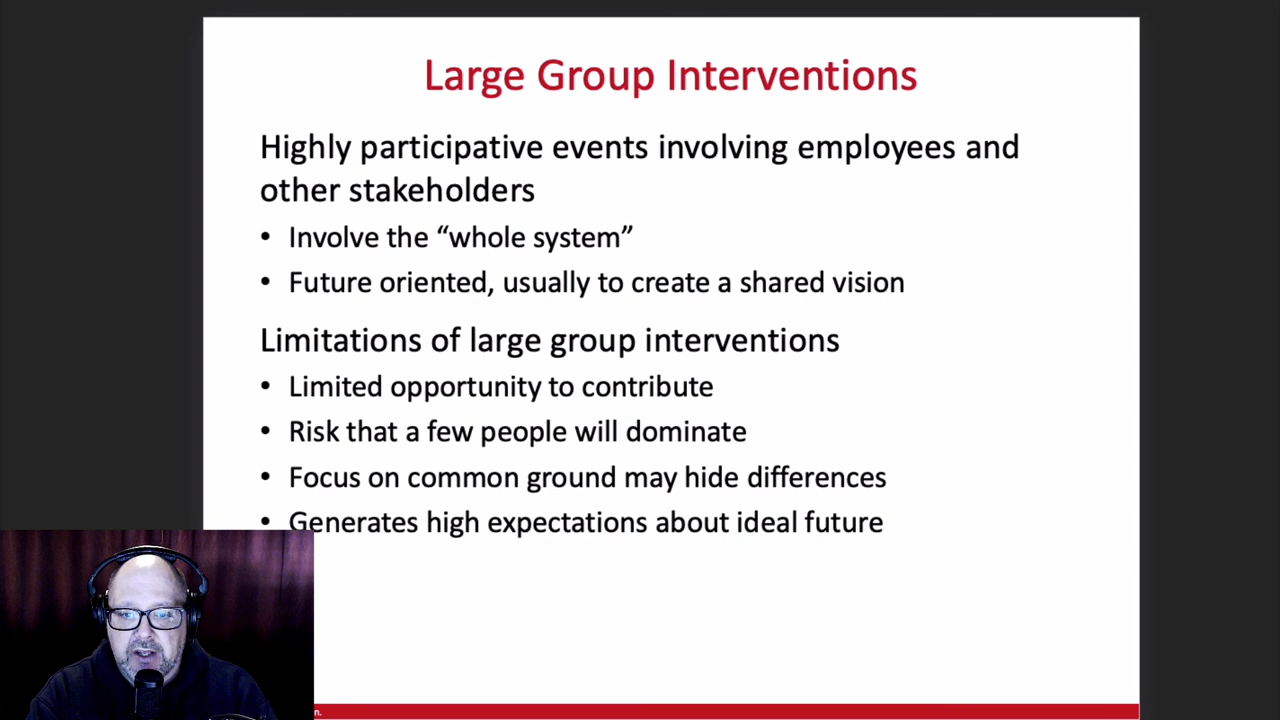 Large Group Interventions
Highly participative events involving employees and
other stakeholders
• Involve the “whole system”
• Future oriented, usually to create a shared vision
Limitations of large group interventions
• Limited opportunity to contribute
• Risk that a few people will dominate
• Focus on common ground may hide differences
• Generates high expectations about ideal future